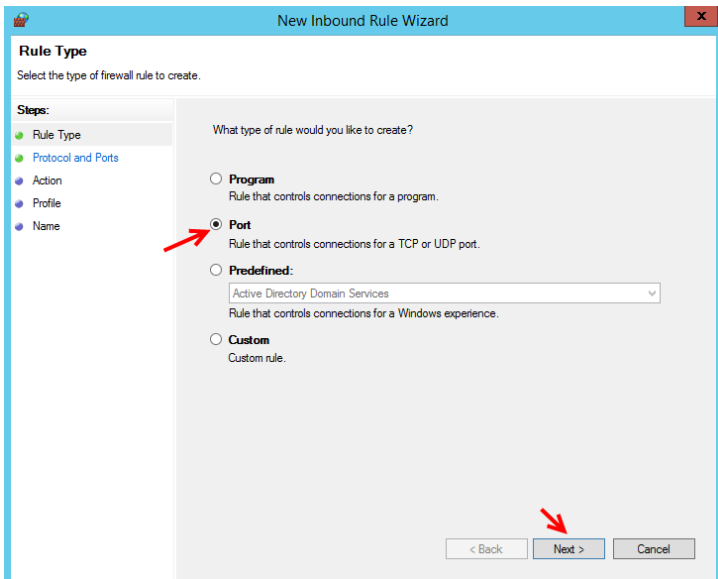 New Inbound Rule Wizard
x
Rule Type
Select the type of firewall rule to create.
Steps:
Rule Type
Protocol and Ports
Action
Profile
Name
What type of rule would you like to create?
Program
Rule that controls connections for a program.
Port
Rule that controls connections for a TCP or UDP port.
Predefined:
Active Directory Domain Services
Rule that controls connections for a Windows experience.
Custom
Custom rule.
< Back
Next >
Cancel